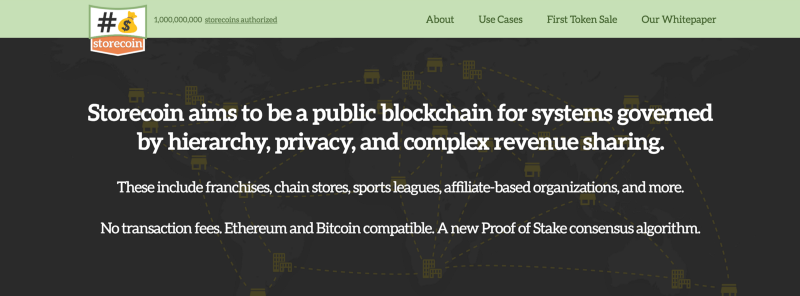 #
$
storecoin
1,000,000,000 storecoins authorized
About
Use Cases
First Token Sale
Our Whitepaper
Storecoin aims to be a public blockchain for systems governed
by hierarchy, privacy, and complex revenue sharing.
These include franchises, chain stores, sports leagues, affiliate-based organizations, and more.
No transaction fees. Ethereum and Bitcoin compatible. A new Proof of Stake consensus algorithm.